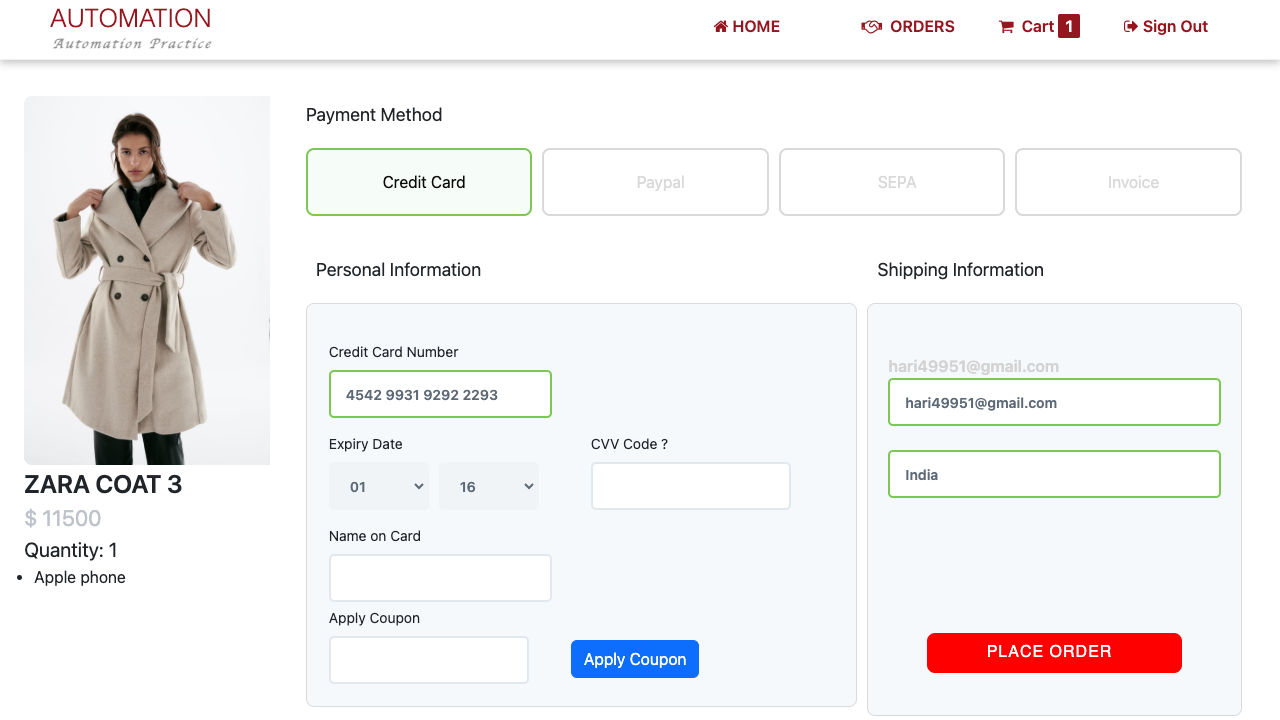 AUTOMATION
Automation Practice
HOME
ORDERS
Cart 1
Sign Out
ZARA COAT 3
$ 11500
Quantity: 1
Apple phone
Payment Method
Credit Card
Paypal
SEPA
Invoice
Personal Information
Credit Card Number
4542 9931 9292 2293
Expiry Date
01
16
CVV Code ?
Name on Card
Apply Coupon
Apply Coupon
Shipping Information
hari49951@gmail.com
hari49951@gmail.com
India
PLACE ORDER